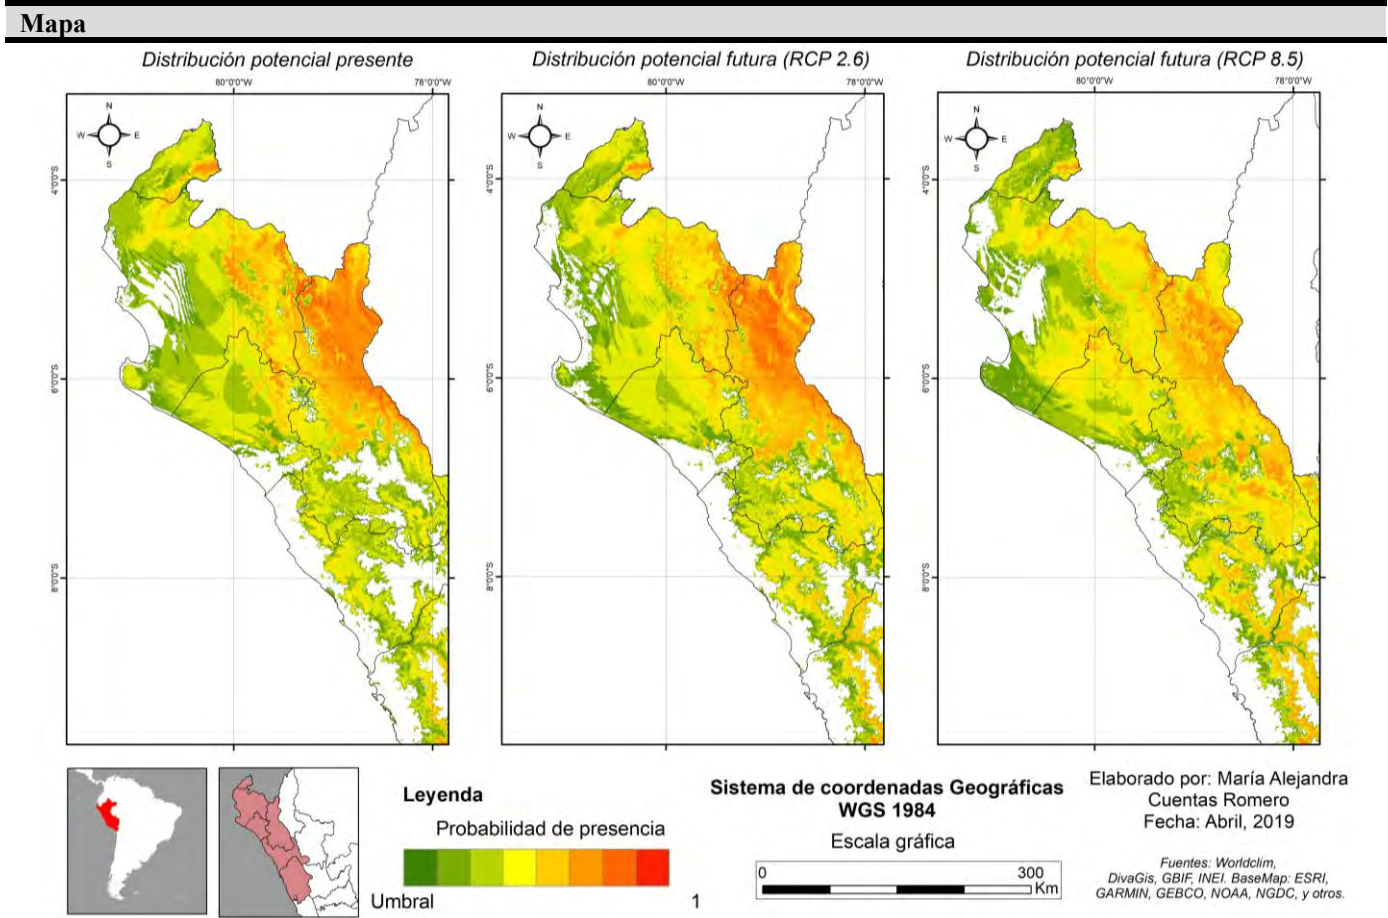 Mapa
Distribución potencial presente
Distribución potencial futura (RCP 2.6)
Distribución potencial futura (RCP 8.5)
80°0'0"W
78°0'0"W
80°0'0"W
78°0'0"W
80°0'0"W
78°0'0"W
N
W
E
S
N
W
E
S
N
W
E
S
4°0'0"S
6°0'0"S
8°0'0"S
4°0'0"S
6°0'0"S
8°0'0"S
4°0'0"S
6°0'0"S
8°0'0"S
Leyenda
Probabilidad de presencia
Umbral
1
Sistema de coordenadas Geográficas
WGS 1984
Escala gráfica
0
300
Km
Elaborado por: María Alejandra
Cuentas Romero
Fecha: Abril, 2019
Fuentes: Worldclim,
DivaGis, GBIF, INEI. BaseMap: ESRI,
GARMIN, GEBCO, NOAA, NGDC, y otros.